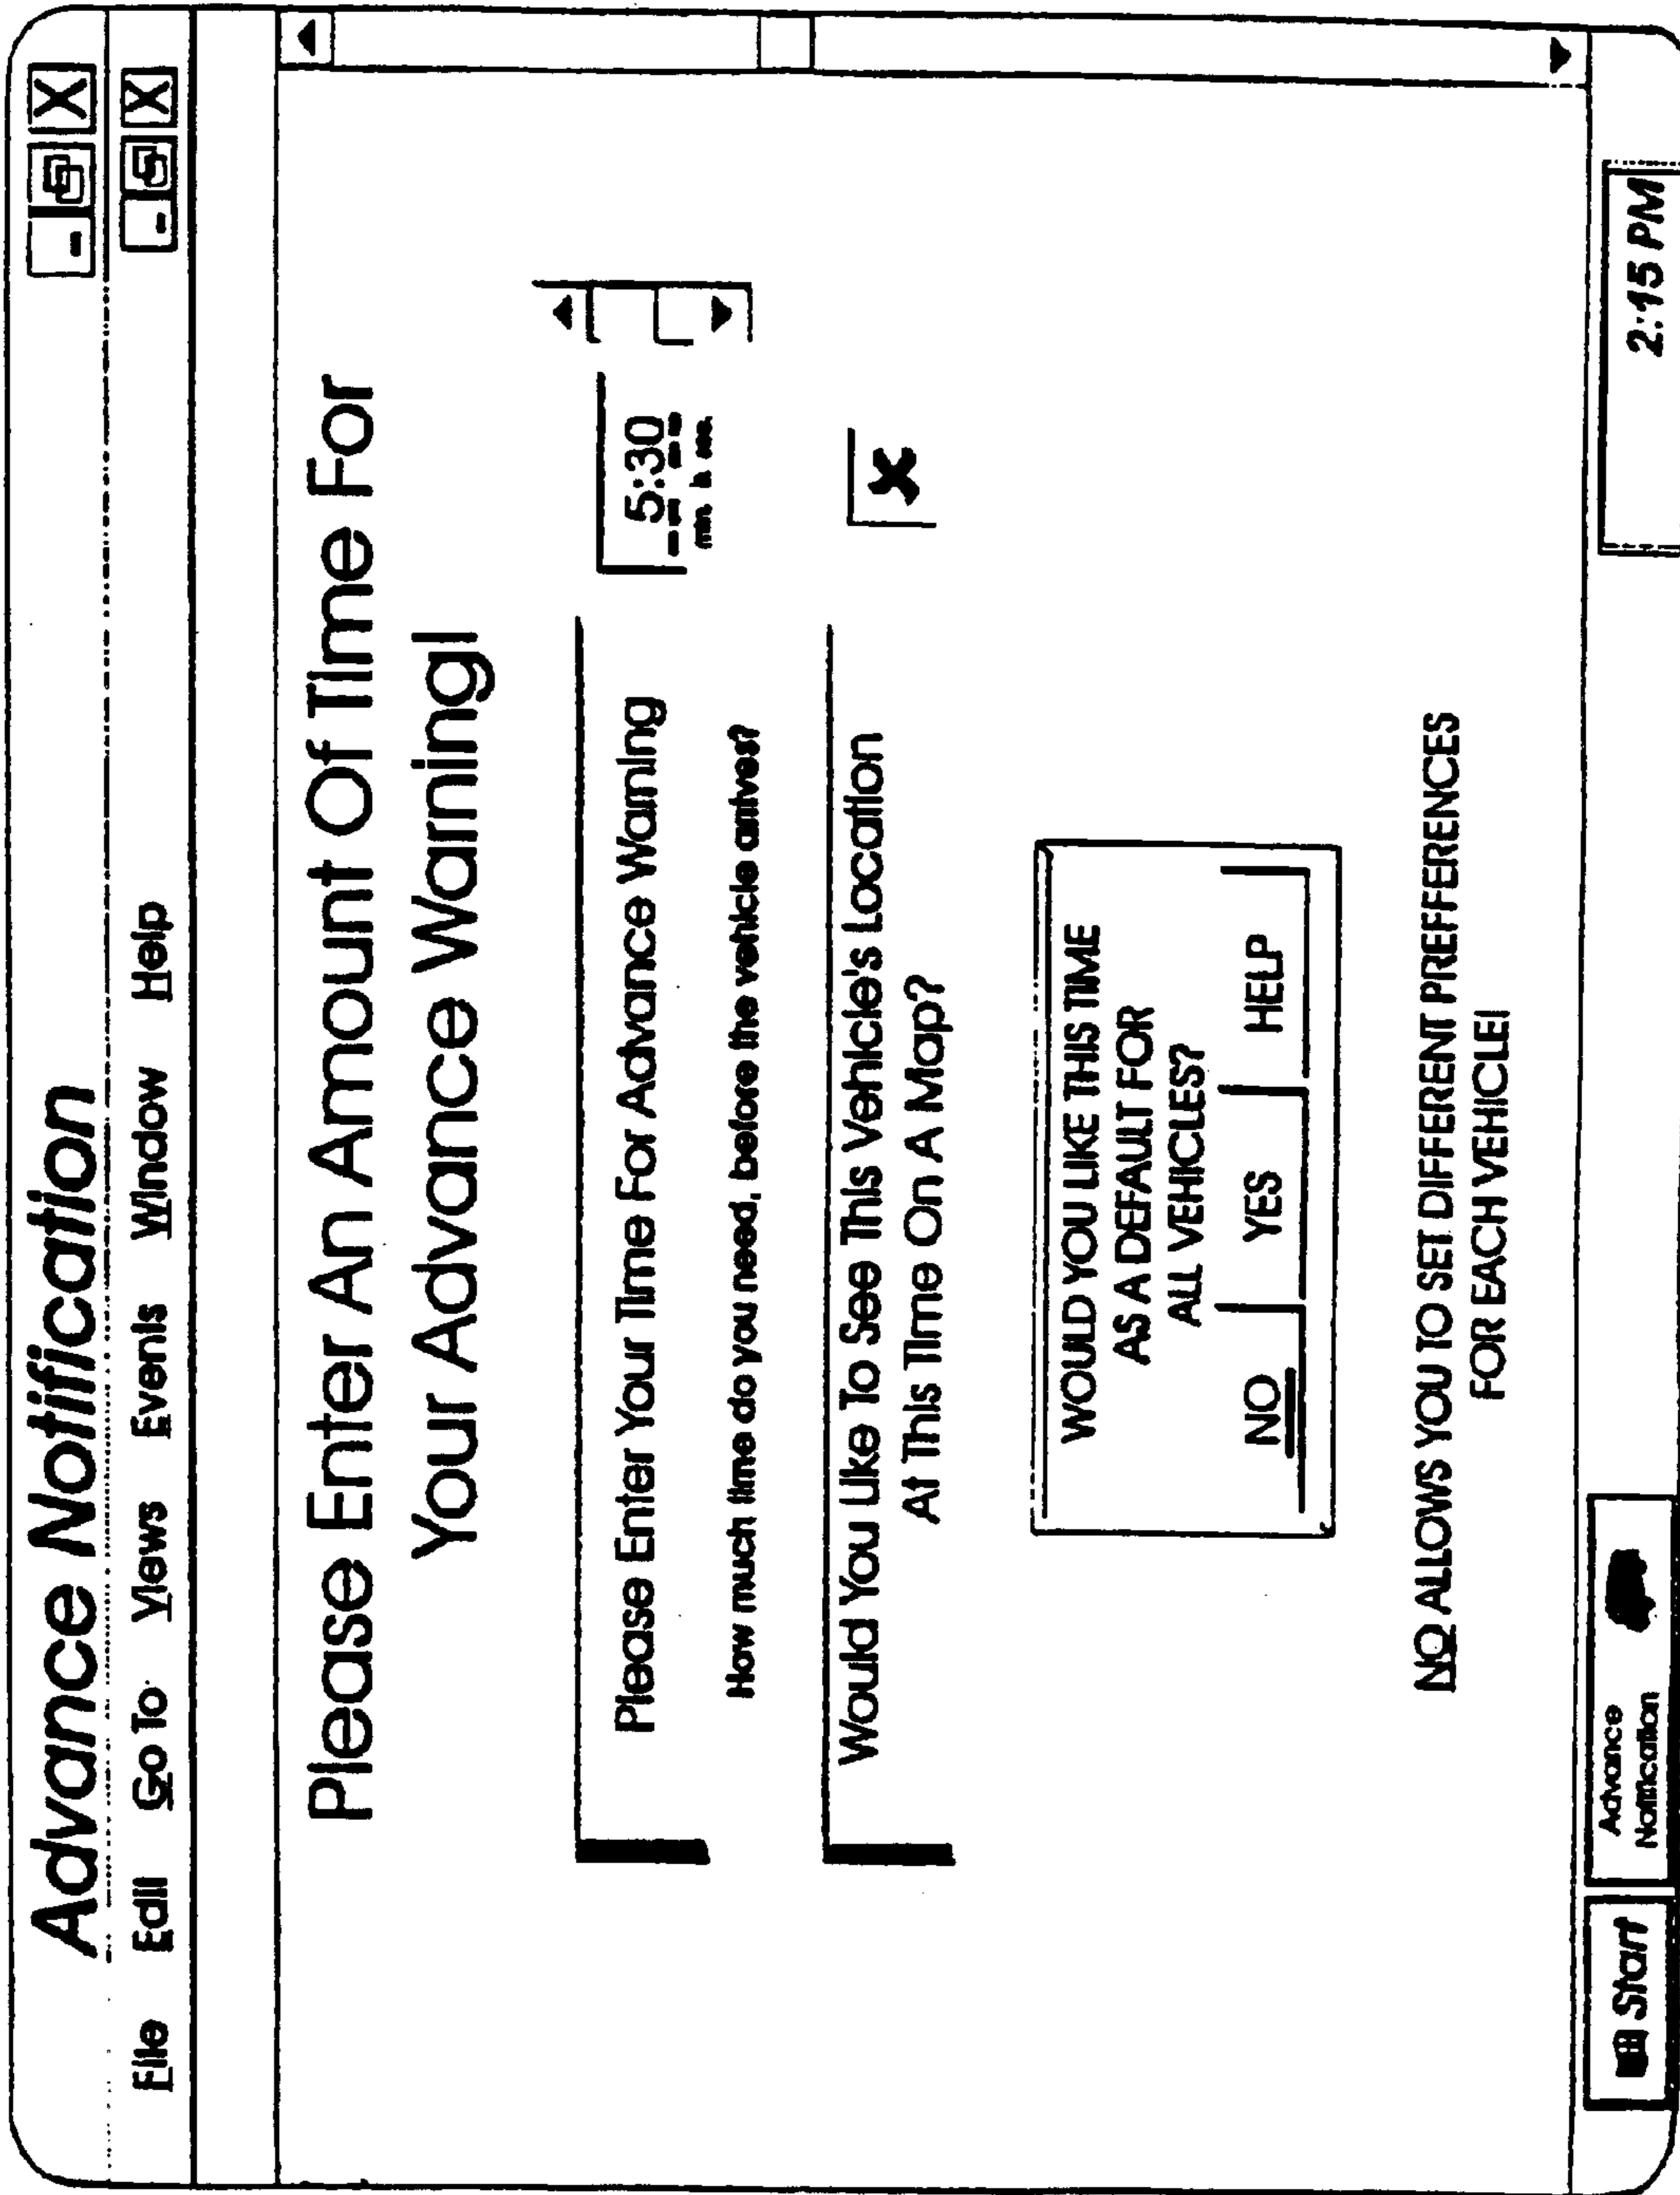 Advance Notification
File Edit Go To Views Events Window Help
Please Enter An Amount Of Time For
Your Advance Warning!
Please Enter Your Time For Advance Warning
5:30
min. in sec.
How much time do you need, before the vehicle arrives?
Would You Like To See This Vehicle's Location
At This Time On A Map?
WOULD YOU LIKE THIS TIME
AS A DEFAULT FOR
ALL VEHICLES?
NO YES HELP
NO ALLOWS YOU TO SET DIFFERENT PREFFERENCES
FOR EACH VEHICLE!
Start
Advance
Notification
2:15 PM